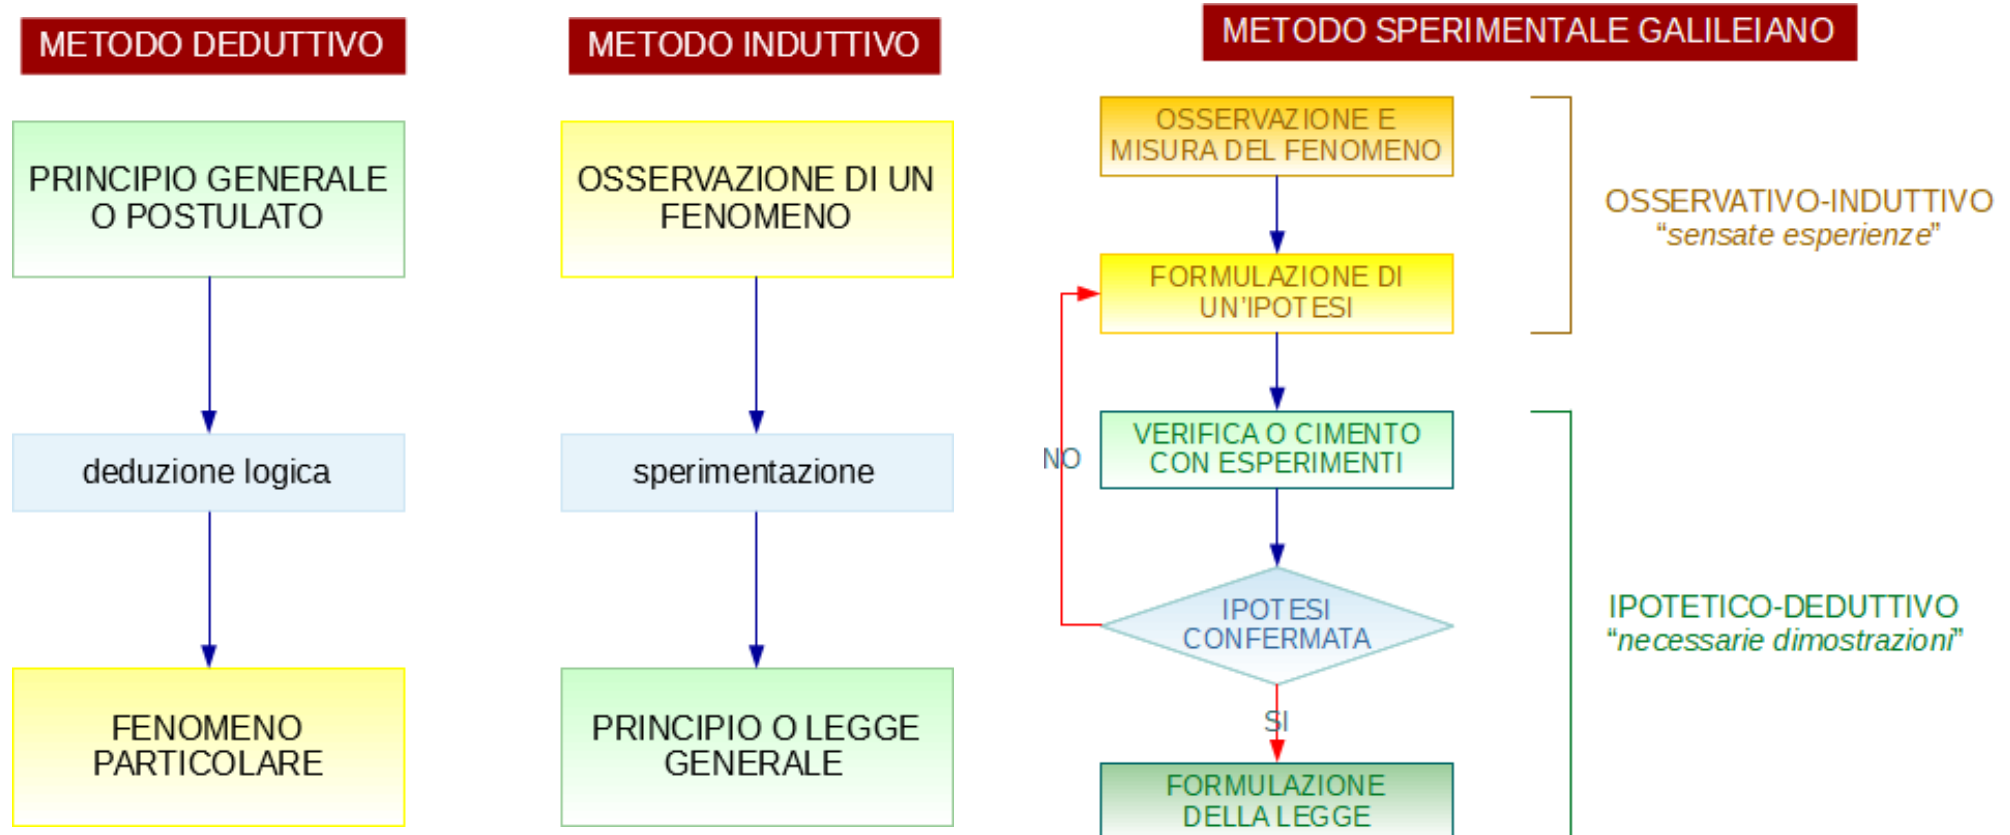 METODO DEDUTTIVO
PRINCIPIO GENERALE
O POSTULATO
deduzione logica
FENOMENO
PARTICOLARE
METODO INDUTTIVO
OSSERVAZIONE DI UN
FENOMENO
sperimentazione
PRINCIPIO O LEGGE
GENERALE
METODO SPERIMENTALE GALILEIANO
OSSERVAZIONE E
MISURA DEL FENOMENO
FORMULAZIONE DI
UN'IPOTESI
VERIFICA O CIMENTO
CON ESPERIMENTI
NO
IPOTESI
CONFERMATA
SI
FORMULAZIONE
DELLA LEGGE
OSSERVATIVO-INDUTTIVO
“sensate esperienze”
IPOTETICO-DEDUTTIVO
“necessarie dimostrazioni”